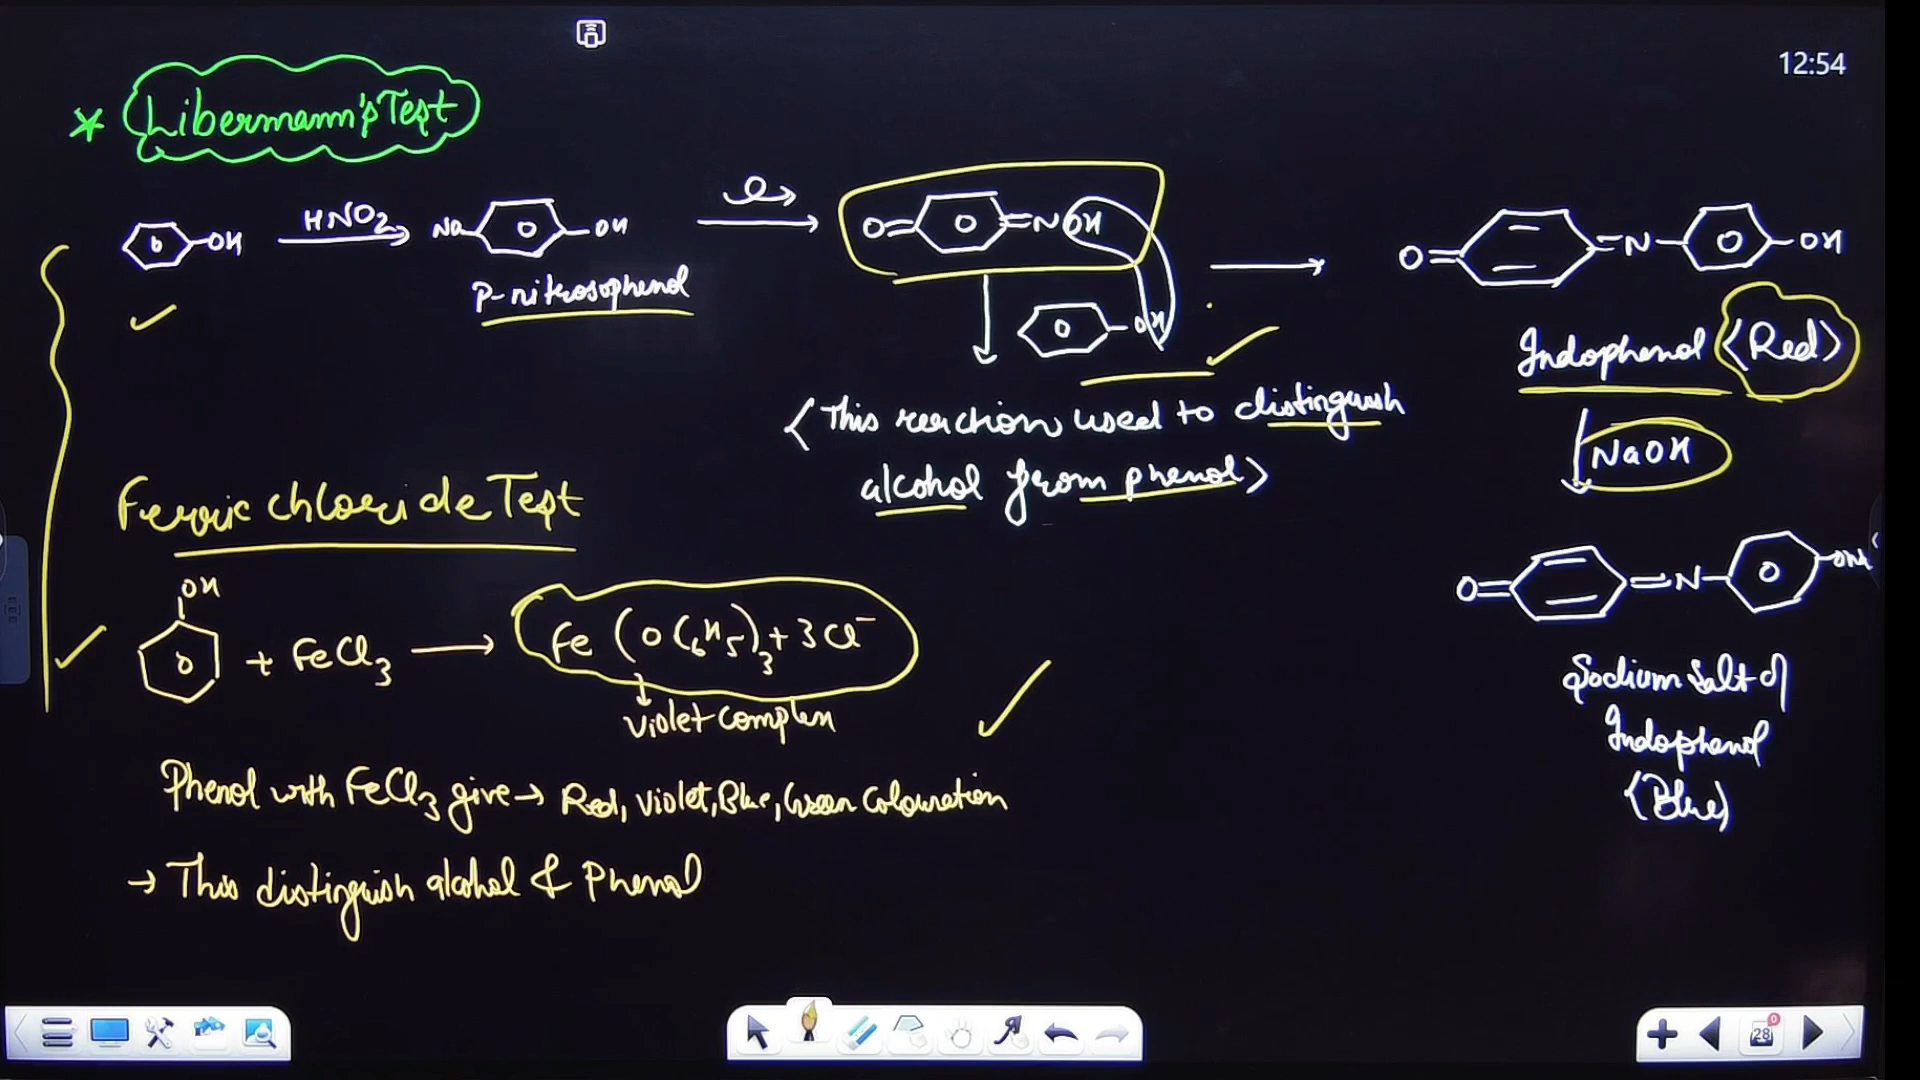 12:54
* Libermann's Test
OH HNO2 No OH O= =NOH O= =N OH
P-nitrosophenol
OH
Indophenol (Red)
<This reaction used to distinguish
alcohol from phenol>
NaOH
Ferric chloride Test
OH
+ FeCl3 → Fe (OC6H5)3 + 3Cl-
O= =N ONa
violet complex
Sodium Salt of
Indophenol
(Blue)
Phenol with FeCl3 give → Red, Violet, Blue, Green Colouration
→ This distinguish alcohol & Phenol
28
0